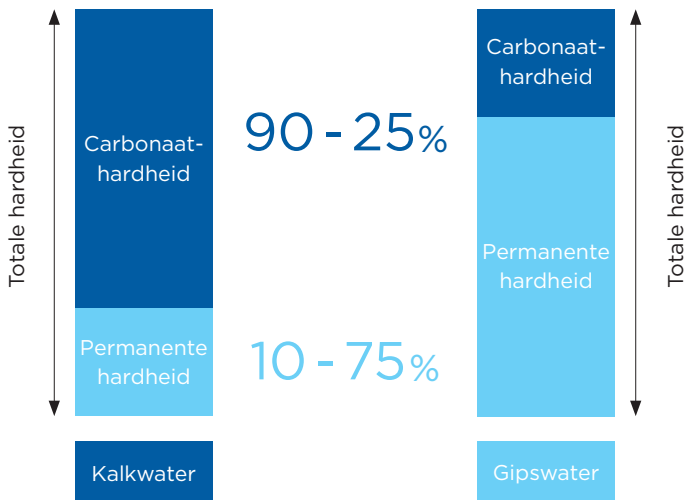 Totale hardheid
Carbonaat-
hardheid
Permanente
hardheid
Kalkwater
90 - 25%
10 - 75%
Carbonaat-
hardheid
Permanente
hardheid
Gipswater
Totale hardheid